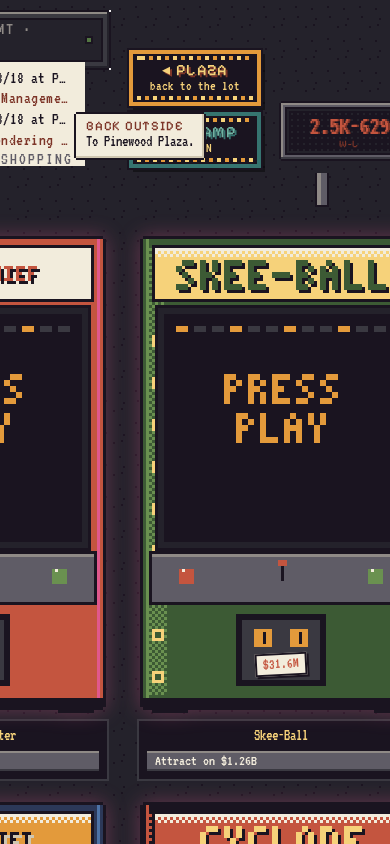 MT ·
3/18 at P…
Manageme…
3/18 at P…
ndering …
SHOPPING
◄ PLAZA
back to the lot
BACK OUTSIDE
To Pinewood Plaza.
AMP
N
2.5K-629
W-L
IEF
SKEE-BALL
S
Y
PRESS
PLAY
$31.6M
ter
Skee-Ball
Attract on $1.26B
CYCLONE